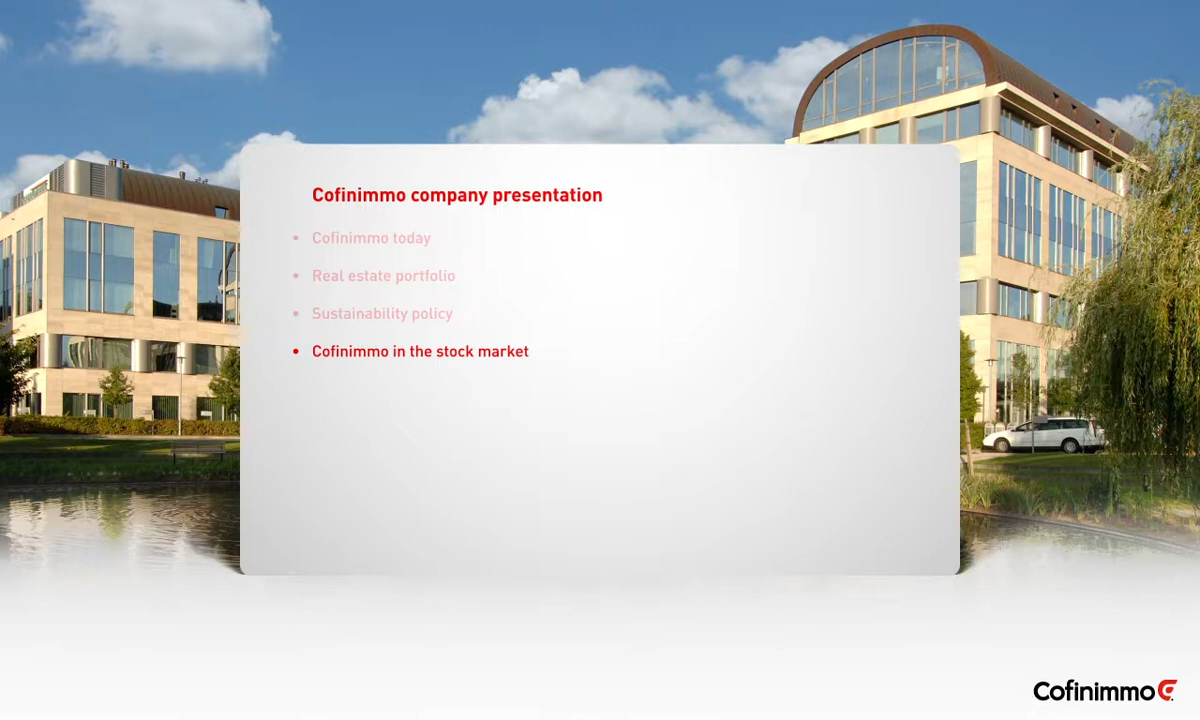 Cofinimmo company presentation
• Cofinimmo today
• Real estate portfolio
• Sustainability policy
• Cofinimmo in the stock market
Cofinimmo